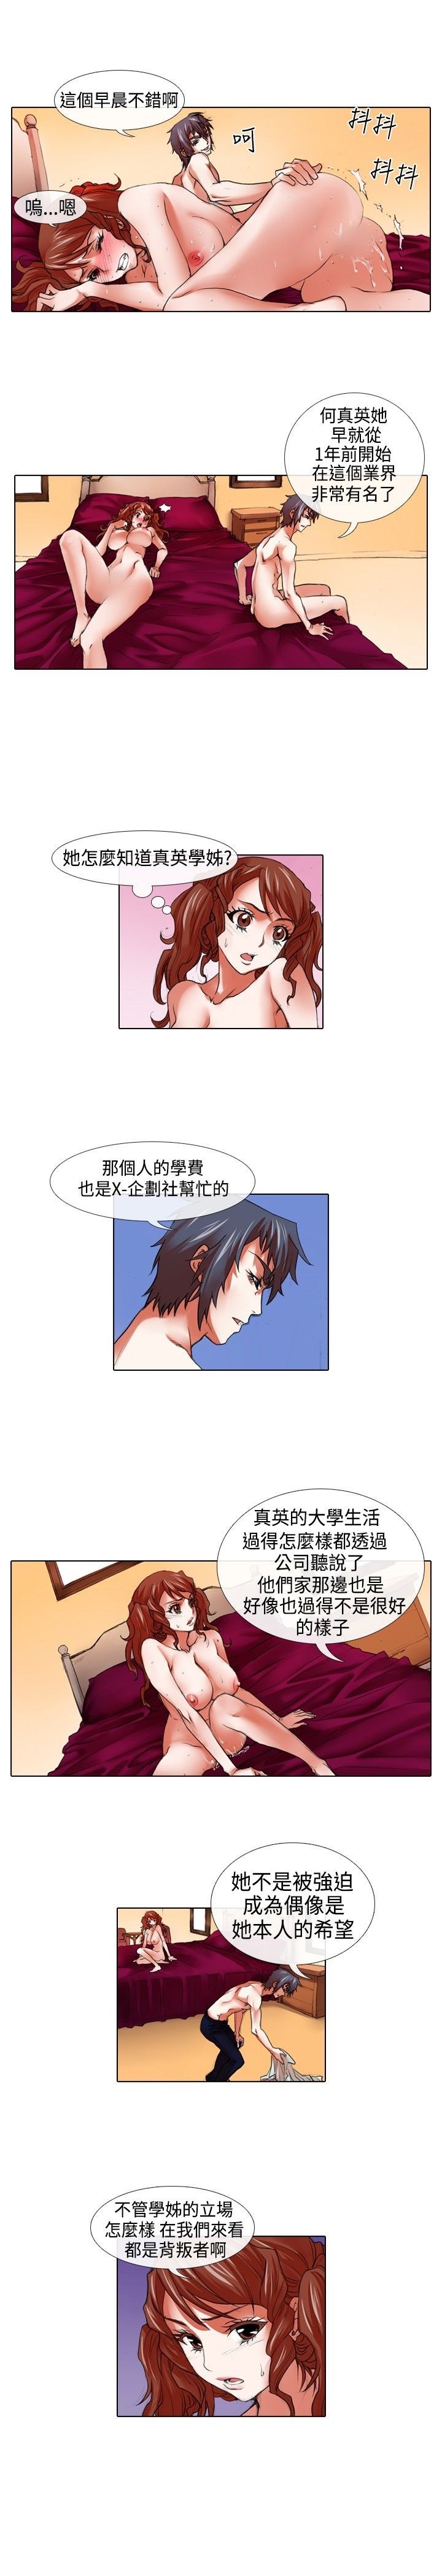 這個早晨不錯啊
呵
抖抖
抖抖
嗚...嗯
何真英她
早就從
1年前開始
在這個業界
非常有名了
她怎麼知道真英學姊?
那個人的學費
也是X-企劃社幫忙的
真英的大學生活
過得怎麼樣都透過
公司聽說了
他們家那邊也是
好像也過得不是很好
的樣子
她不是被強迫
成為偶像是
她本人的希望
不管學姊的立場
怎麼樣 在我們來看
都是背叛者啊